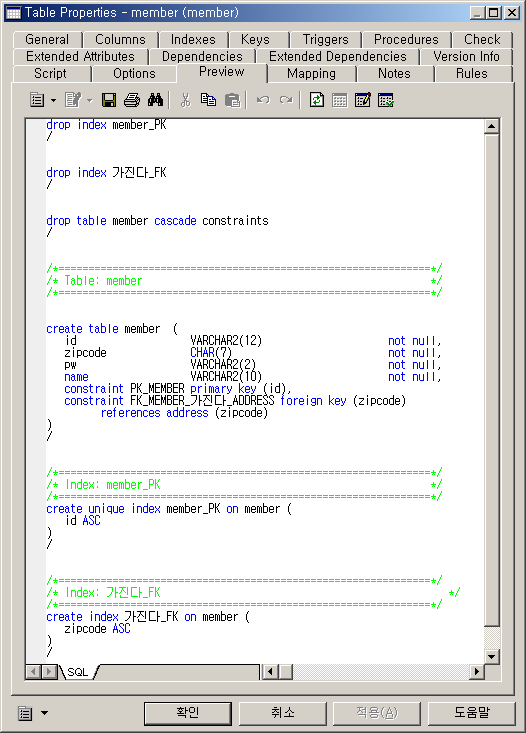 Table Properties - member (member)
General Columns Indexes Keys Triggers Procedures Check
Extended Attributes Dependencies Extended Dependencies Version Info
Script Options Preview Mapping Notes Rules
drop index member_PK
/
drop index 가진다_FK
/
drop table member cascade constraints
/
/*==============================================================*/
/* Table: member */
/*==============================================================*/
create table member (
id VARCHAR2(12) not null,
zipcode CHAR(7) not null,
pw VARCHAR2(2) not null,
name VARCHAR2(10) not null,
constraint PK_MEMBER primary key (id),
constraint FK_MEMBER_가진다_ADDRESS foreign key (zipcode)
references address (zipcode)
)
/
/*==============================================================*/
/* Index: member_PK */
/*==============================================================*/
create unique index member_PK on member (
id ASC
)
/
/*==============================================================*/
/* Index: 가진다_FK */
/*==============================================================*/
create index 가진다_FK on member (
zipcode ASC
)
/
SQL
확인 취소 적용(A) 도움말